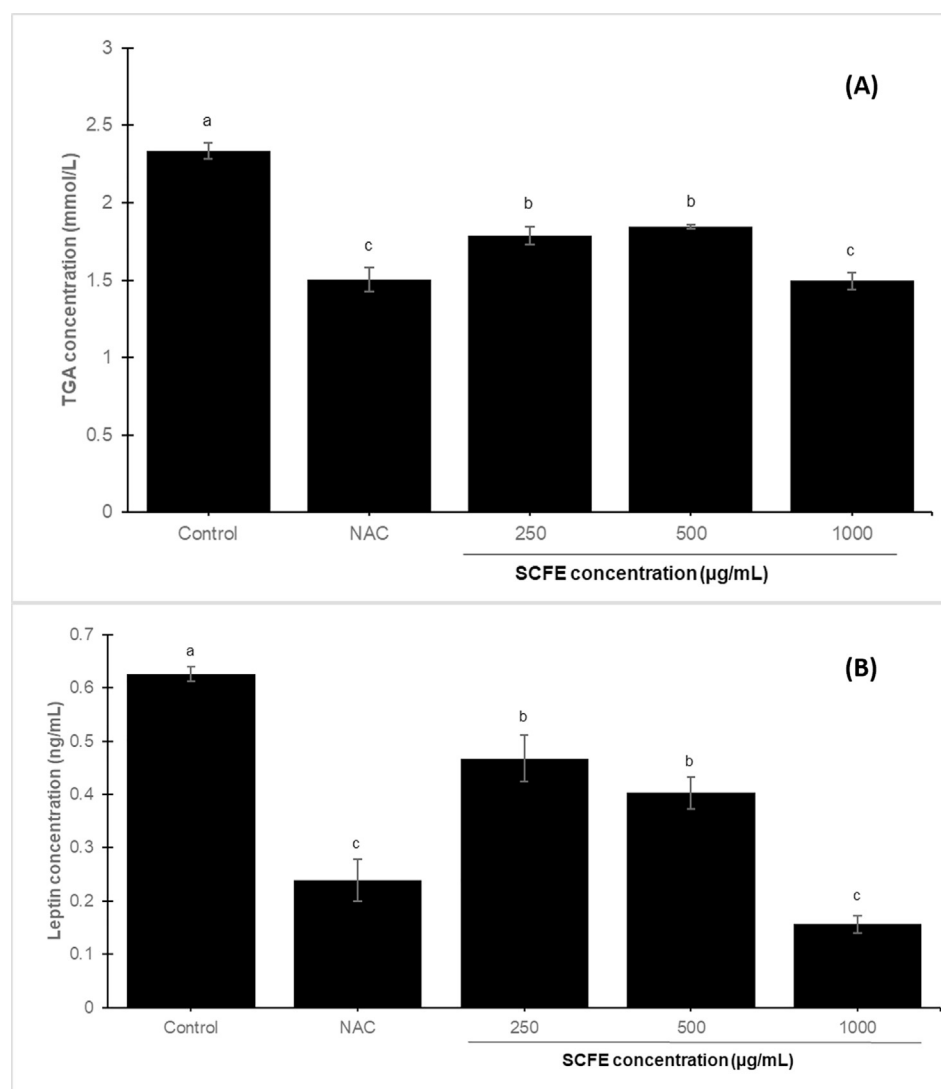 (A)
TGA concentration (mmol/L)
3
2.5
2
1.5
1
0.5
0
a
c
b
b
c
Control NAC 250 500 1000
SCFE concentration (µg/mL)
(B)
Leptin concentration (ng/mL)
0.7
0.6
0.5
0.4
0.3
0.2
0.1
0
a
c
b
b
c
Control NAC 250 500 1000
SCFE concentration (µg/mL)